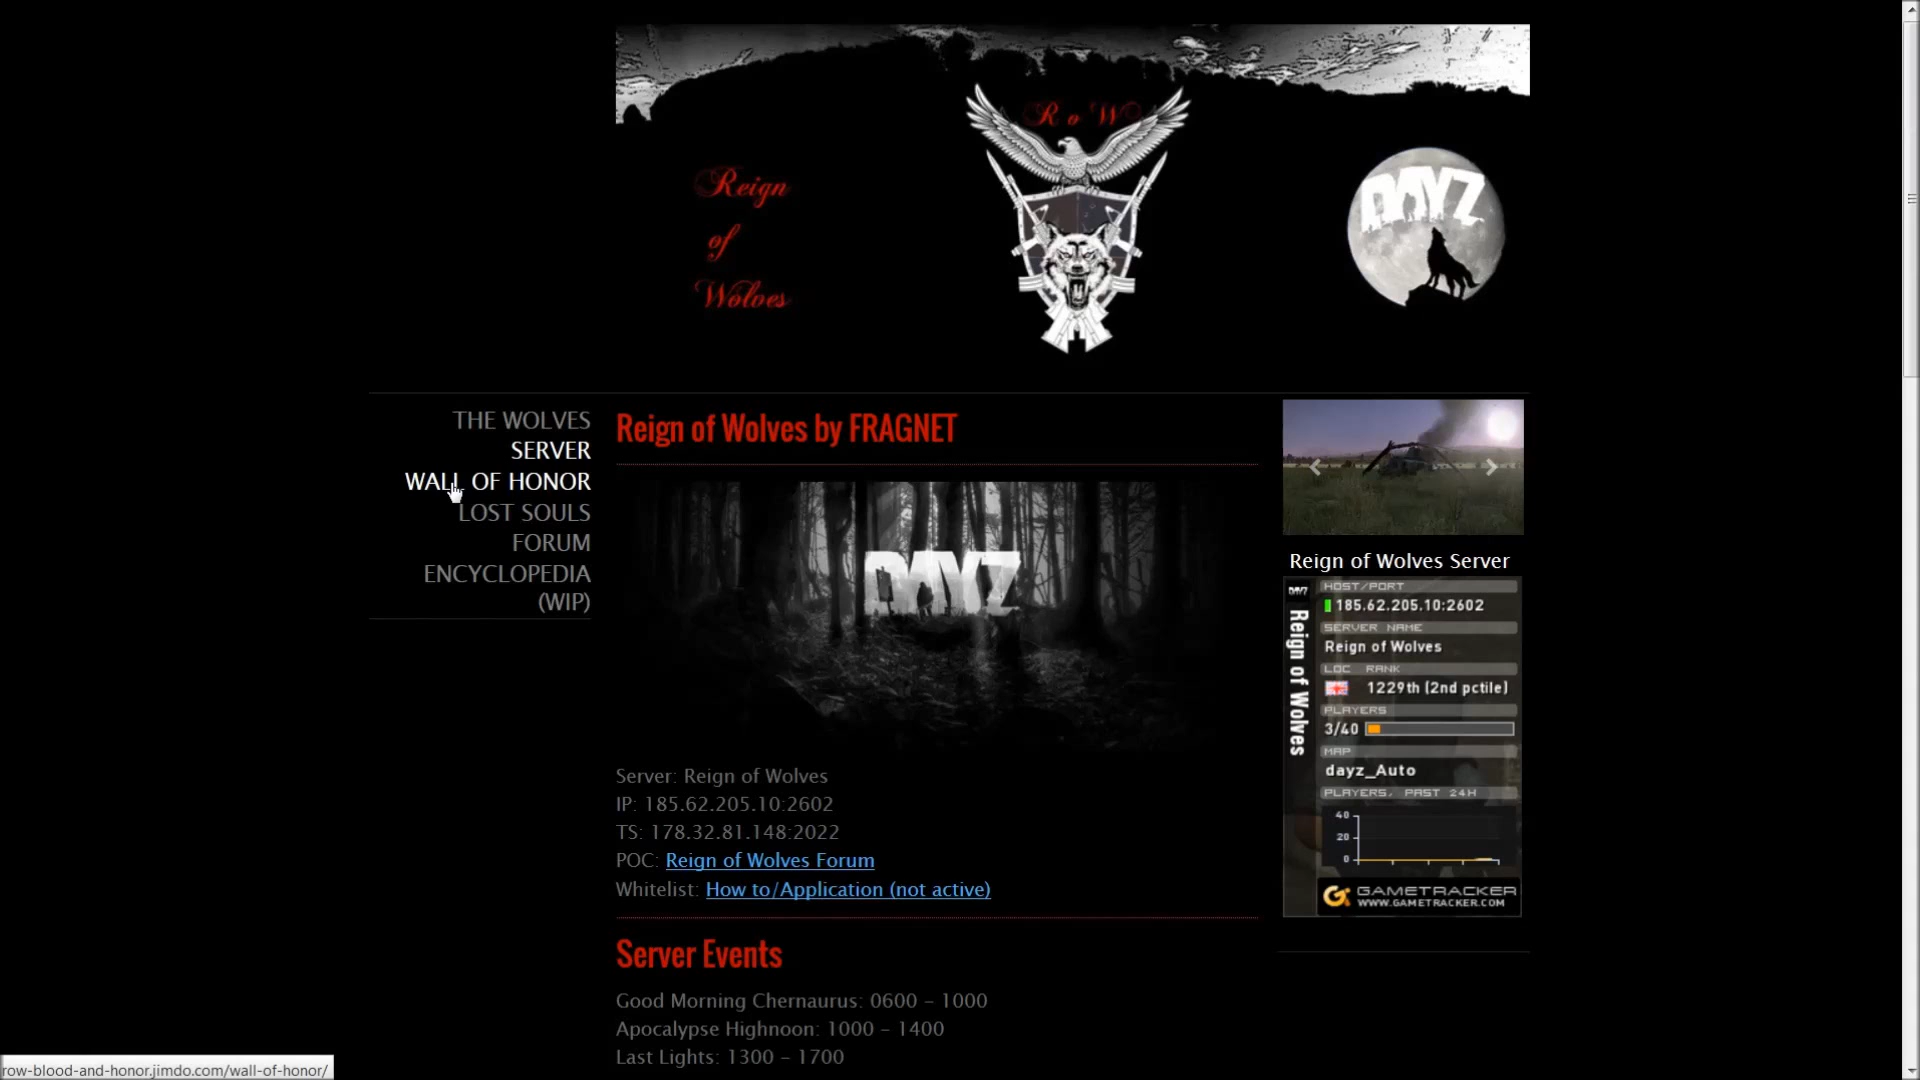 R o W
Reign
of
Wolves
DAYZ
THE WOLVES
SERVER
WALL OF HONOR
LOST SOULS
FORUM
ENCYCLOPEDIA
(WIP)
Reign of Wolves by FRAGNET
DAYZ
Server: Reign of Wolves
IP: 185.62.205.10:2602
TS: 178.32.81.148:2022
POC: Reign of Wolves Forum
Whitelist: How to/Application (not active)
Server Events
Good Morning Chernaurus: 0600 - 1000
Apocalypse Highnoon: 1000 - 1400
Last Lights: 1300 - 1700
Reign of Wolves Server
DAYZ
Reign of Wolves
HOST/PORT
185.62.205.10:2602
SERVER NAME
Reign of Wolves
LOC RANK
1229th (2nd pctile)
PLAYERS
3/40
MAP
dayz_Auto
PLAYERS, PAST 24H
40
20
0
GAMETRACKER
WWW.GAMETRACKER.COM
row-blood-and-honor.jimdo.com/wall-of-honor/